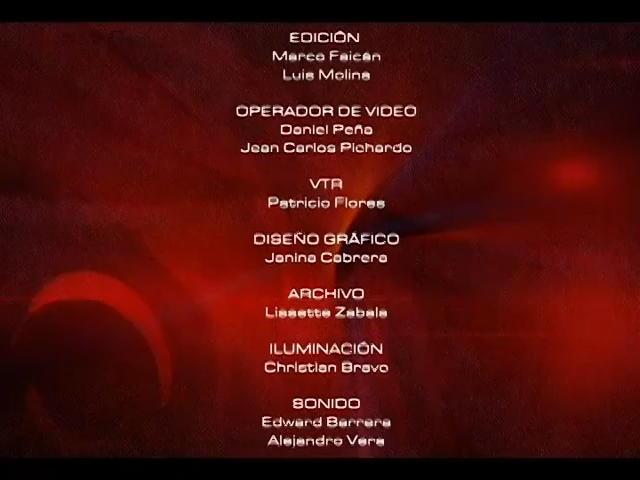 EDICIÓN
Marco Faicán
Luis Molina
OPERADOR DE VIDEO
Daniel Peña
Jean Carlos Pichardo
VTR
Patricio Flores
DISEÑO GRÁFICO
Janina Cabrera
ARCHIVO
Lissette Zabala
ILUMINACIÓN
Christian Bravo
SONIDO
Edward Barrera
Alejandro Vera